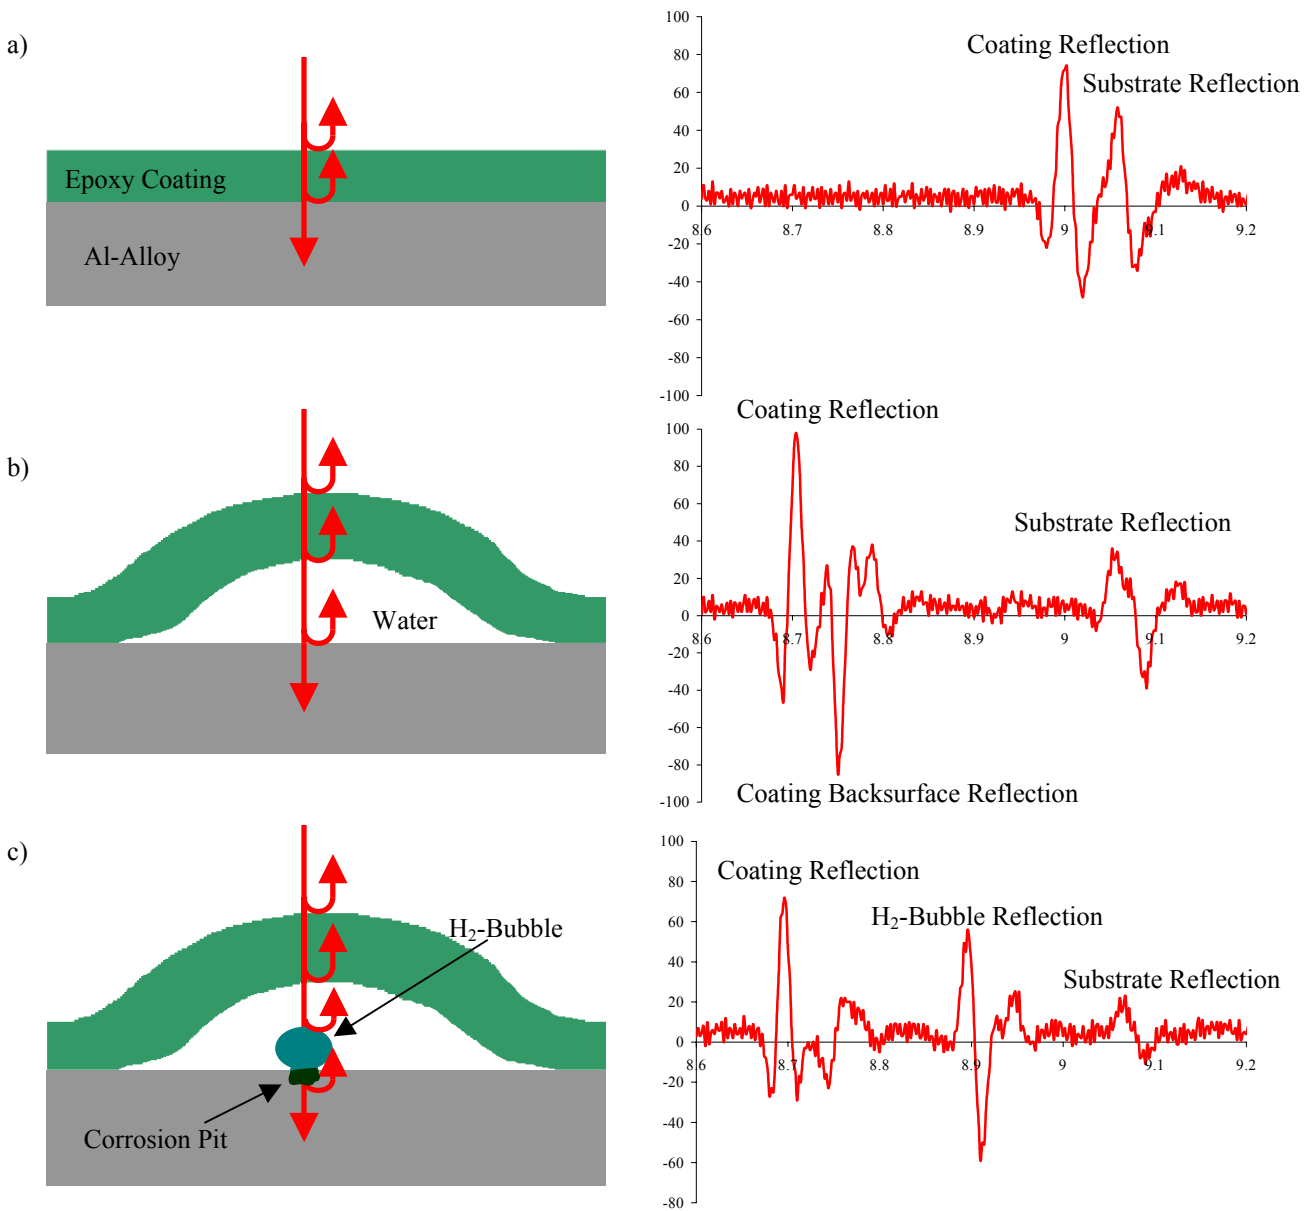 a)
Epoxy Coating
Al-Alloy
100
80
60
40
20
0
-20
-40
-60
-80
-100
8.6 8.7 8.8 8.9 9 9.1 9.2
Coating Reflection
Substrate Reflection
b)
Water
100
80
60
40
20
0
-20
-40
-60
-80
-100
8.6 8.7 8.8 8.9 9 9.1 9.2
Coating Reflection
Substrate Reflection
Coating Backsurface Reflection
c)
H₂-Bubble
Corrosion Pit
100
80
60
40
20
0
-20
-40
-60
-80
8.6 8.7 8.8 8.9 9 9.1 9.2
Coating Reflection
H₂-Bubble Reflection
Substrate Reflection